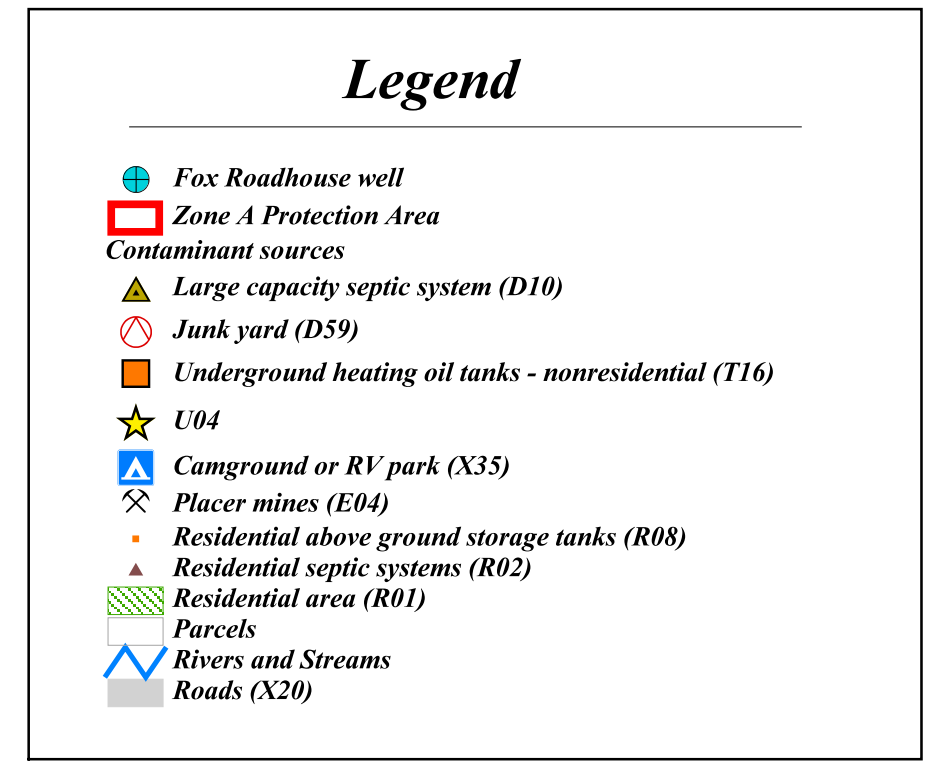 Legend
Fox Roadhouse well
Zone A Protection Area
Contaminant sources
Large capacity septic system (D10)
Junk yard (D59)
Underground heating oil tanks - nonresidential (T16)
U04
Camground or RV park (X35)
Placer mines (E04)
Residential above ground storage tanks (R08)
Residential septic systems (R02)
Residential area (R01)
Parcels
Rivers and Streams
Roads (X20)